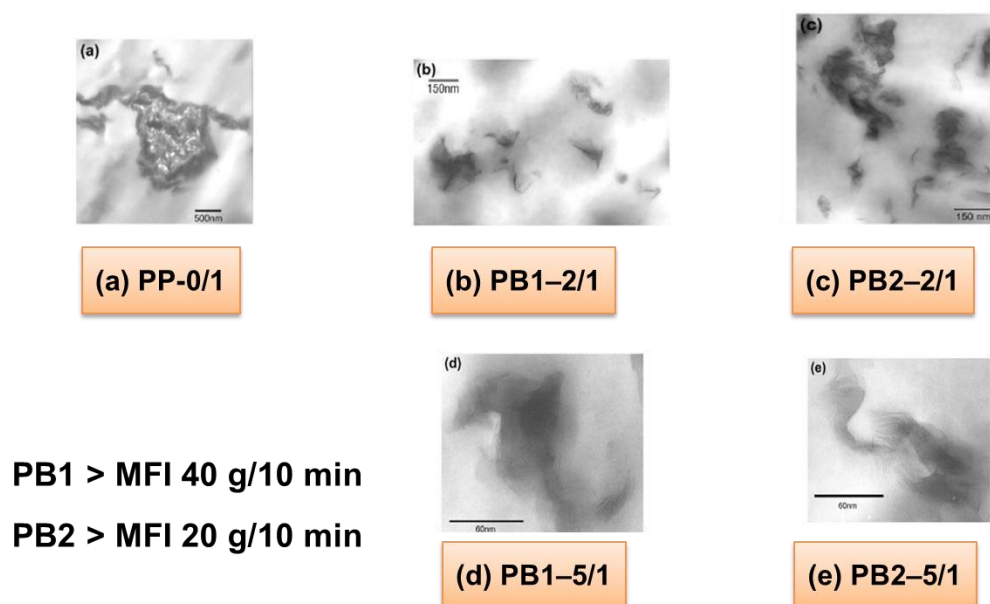 (a)
500nm
(b)
150nm
(c)
150 nm
(a) PP-0/1
(b) PB1–2/1
(c) PB2–2/1
(d)
60nm
(e)
60nm
PB1 > MFI 40 g/10 min
PB2 > MFI 20 g/10 min
(d) PB1–5/1
(e) PB2–5/1